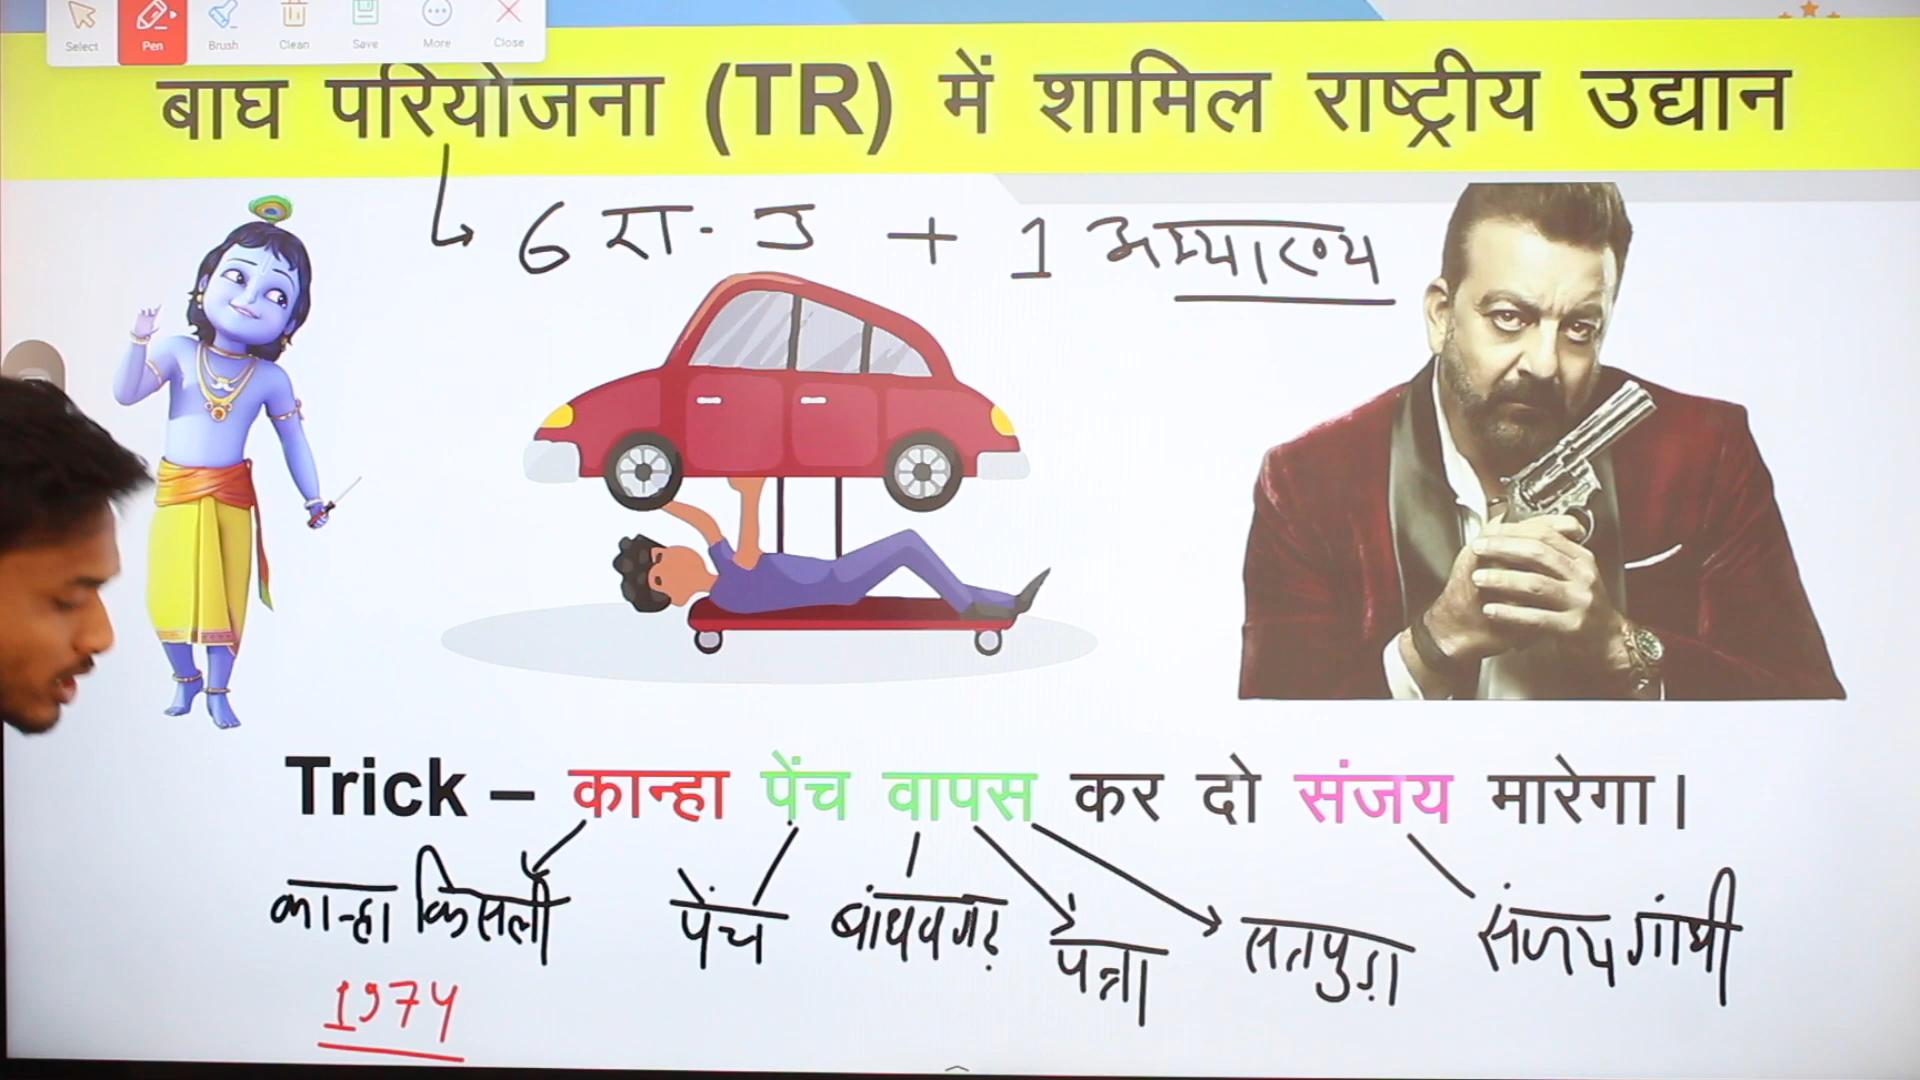 Select Pen Brush Clean Save More Close
बाघ परियोजना (TR) में शामिल राष्ट्रीय उद्यान
6 रा. उ + 1 अभ्यारण्य
Trick – कान्हा पेंच वापस कर दो संजय मारेगा।
कान्हा किसली पेंच बांधवगढ़ पन्ना सतपुड़ा संजय गांधी
1974